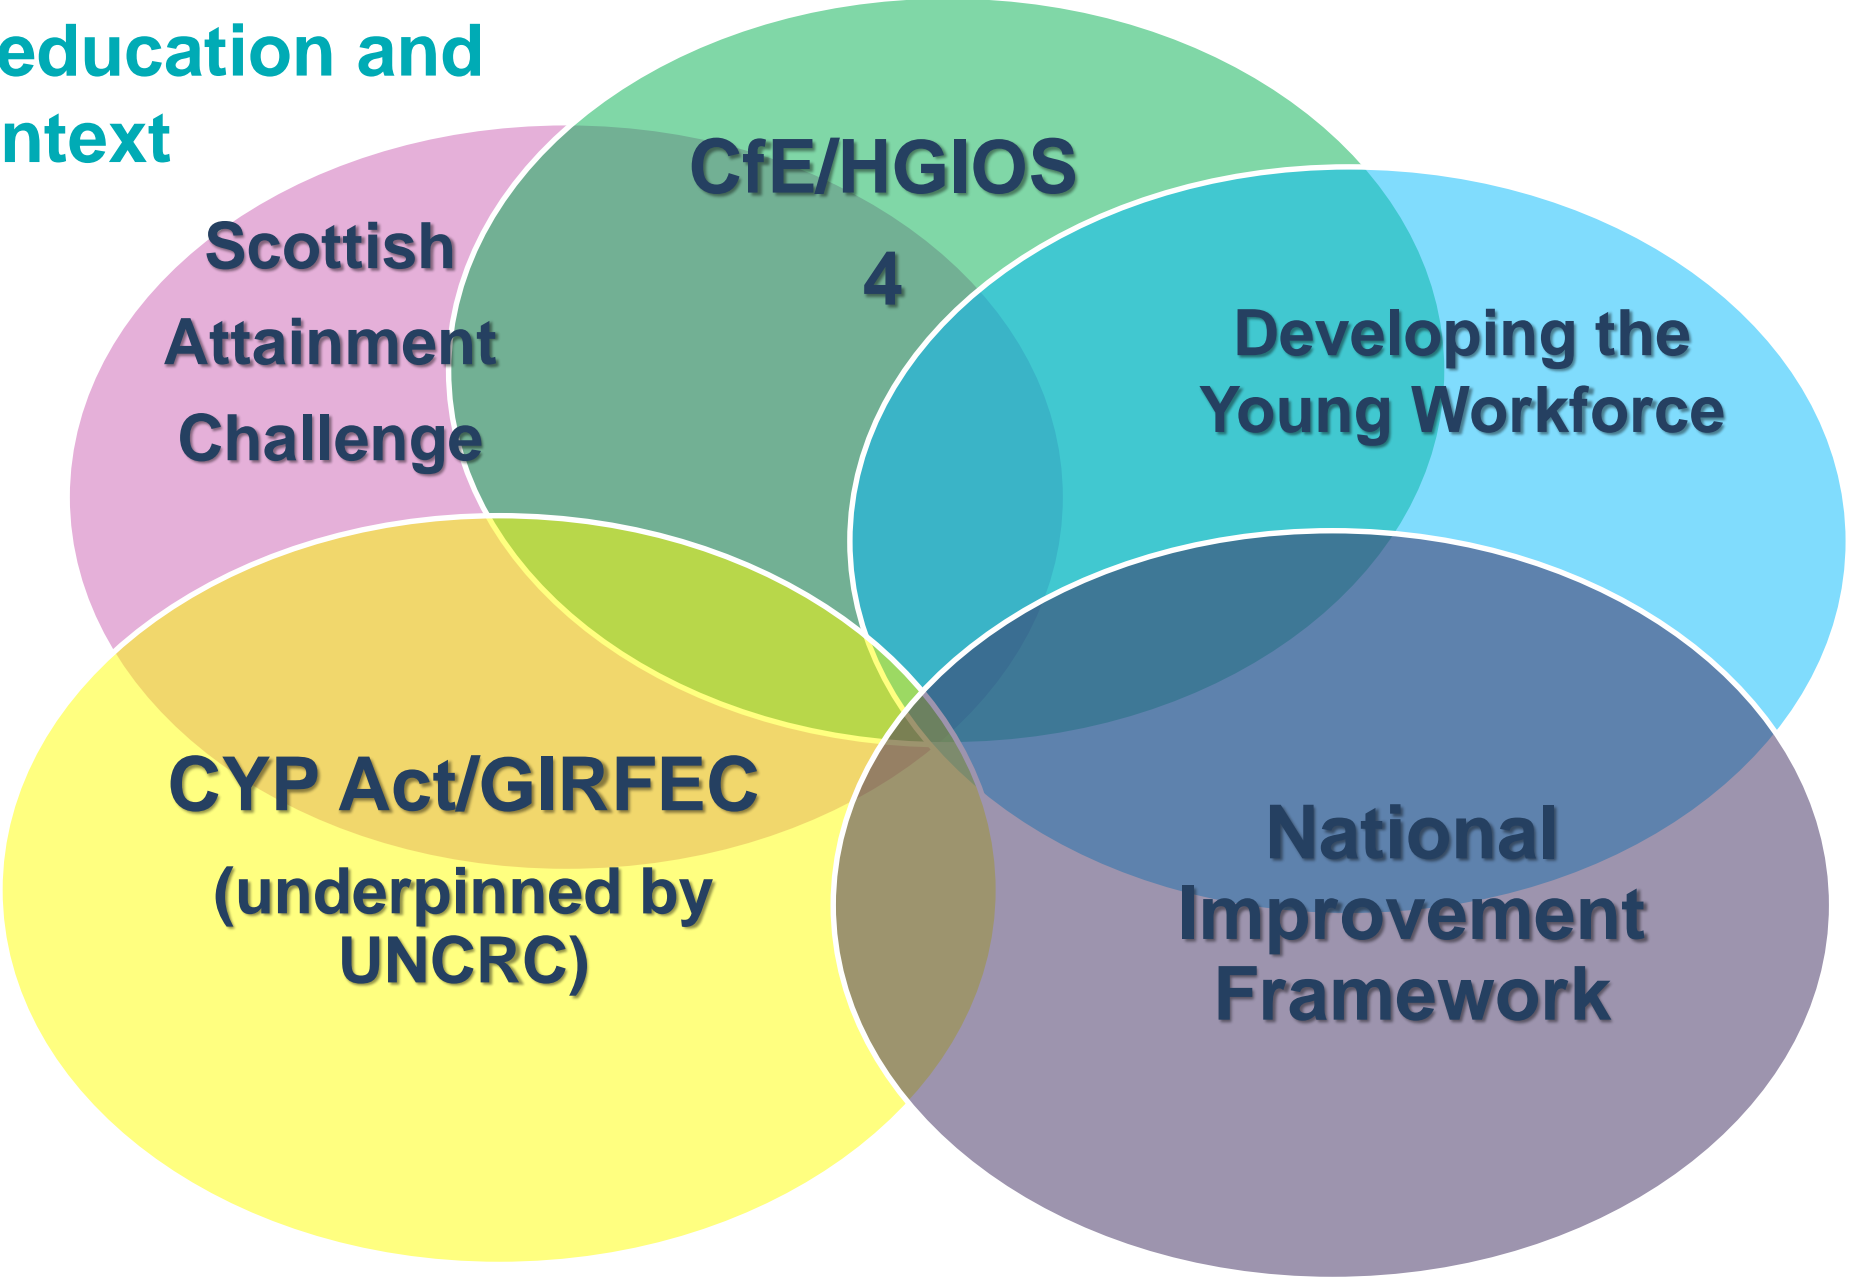 education and
ntext
CfE/HGIOS
4
Scottish
Attainment
Challenge
Developing the
Young Workforce
CYP Act/GIRFEC
(underpinned by
UNCRC)
National
Improvement
Framework